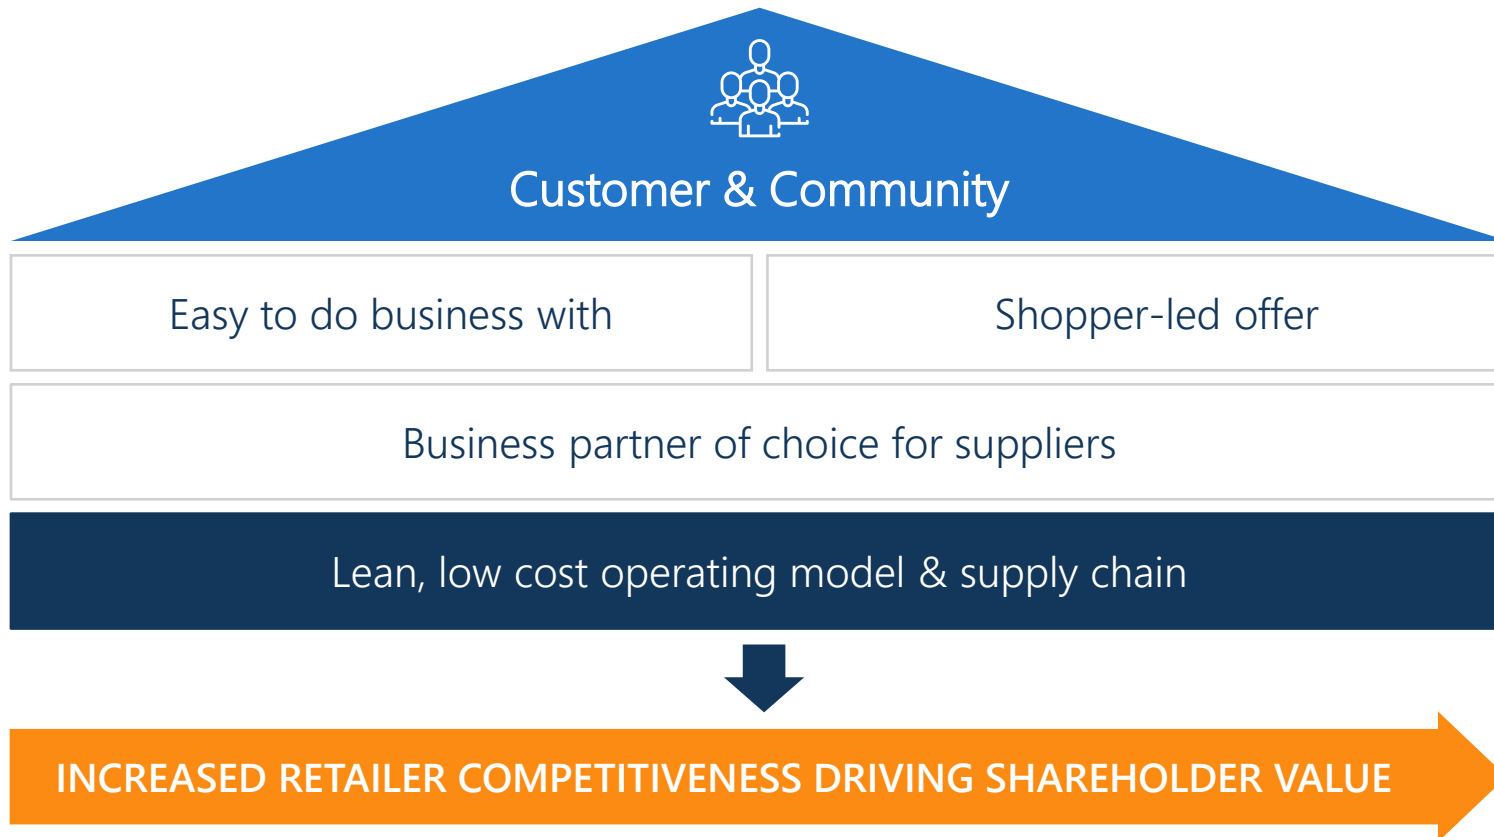 Customer & Community
Easy to do business with
Shopper-led offer
Business partner of choice for suppliers
Lean, low cost operating model & supply chain
INCREASED RETAILER COMPETITIVENESS DRIVING SHAREHOLDER VALUE